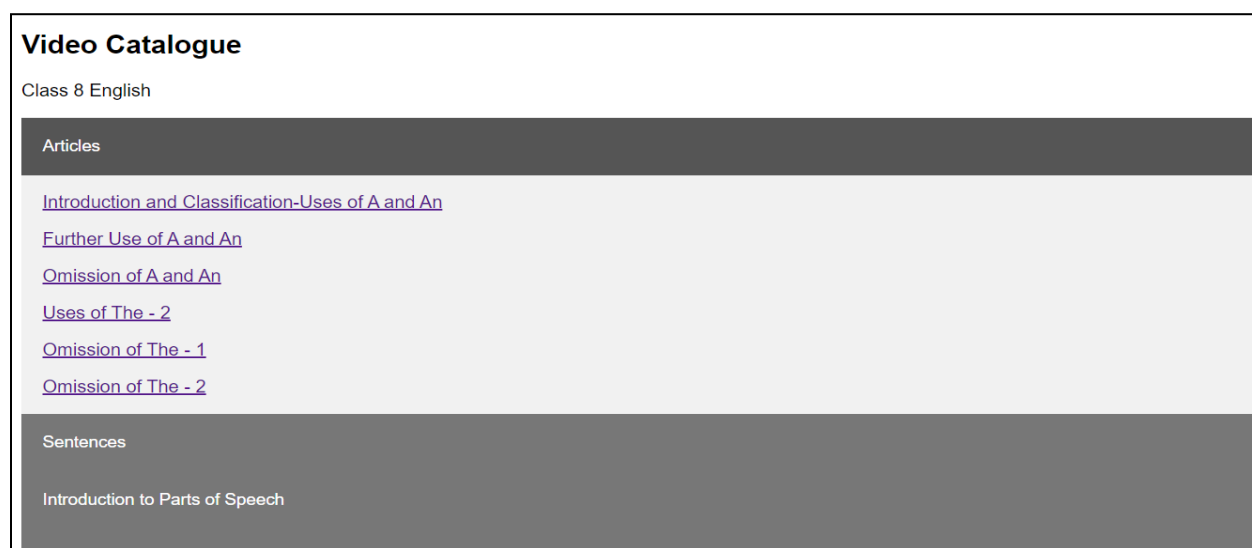 Video Catalogue
Class 8 English
Articles
Introduction and Classification-Uses of A and An
Further Use of A and An
Omission of A and An
Uses of The - 2
Omission of The - 1
Omission of The - 2
Sentences
Introduction to Parts of Speech